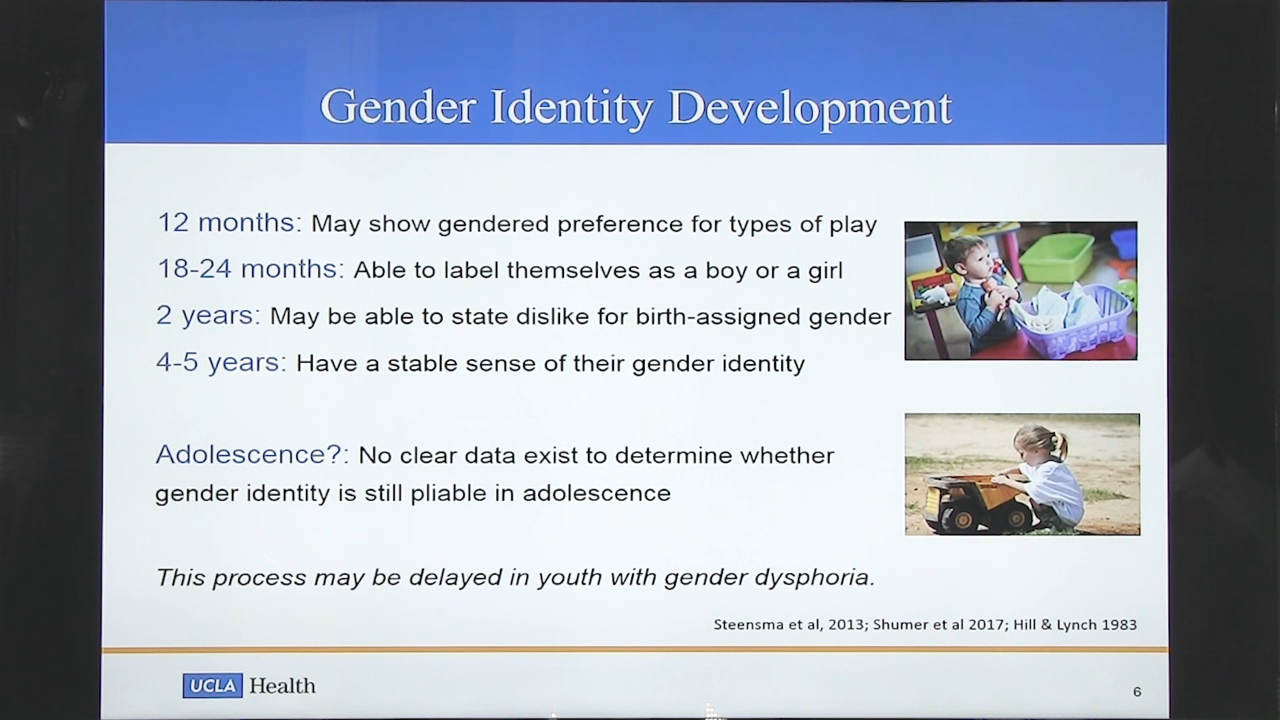 Gender Identity Development
12 months: May show gendered preference for types of play
18-24 months: Able to label themselves as a boy or a girl
2 years: May be able to state dislike for birth-assigned gender
4-5 years: Have a stable sense of their gender identity
Adolescence?: No clear data exist to determine whether
gender identity is still pliable in adolescence
This process may be delayed in youth with gender dysphoria.
Steensma et al, 2013; Shumer et al 2017; Hill & Lynch 1983
UCLA Health
6